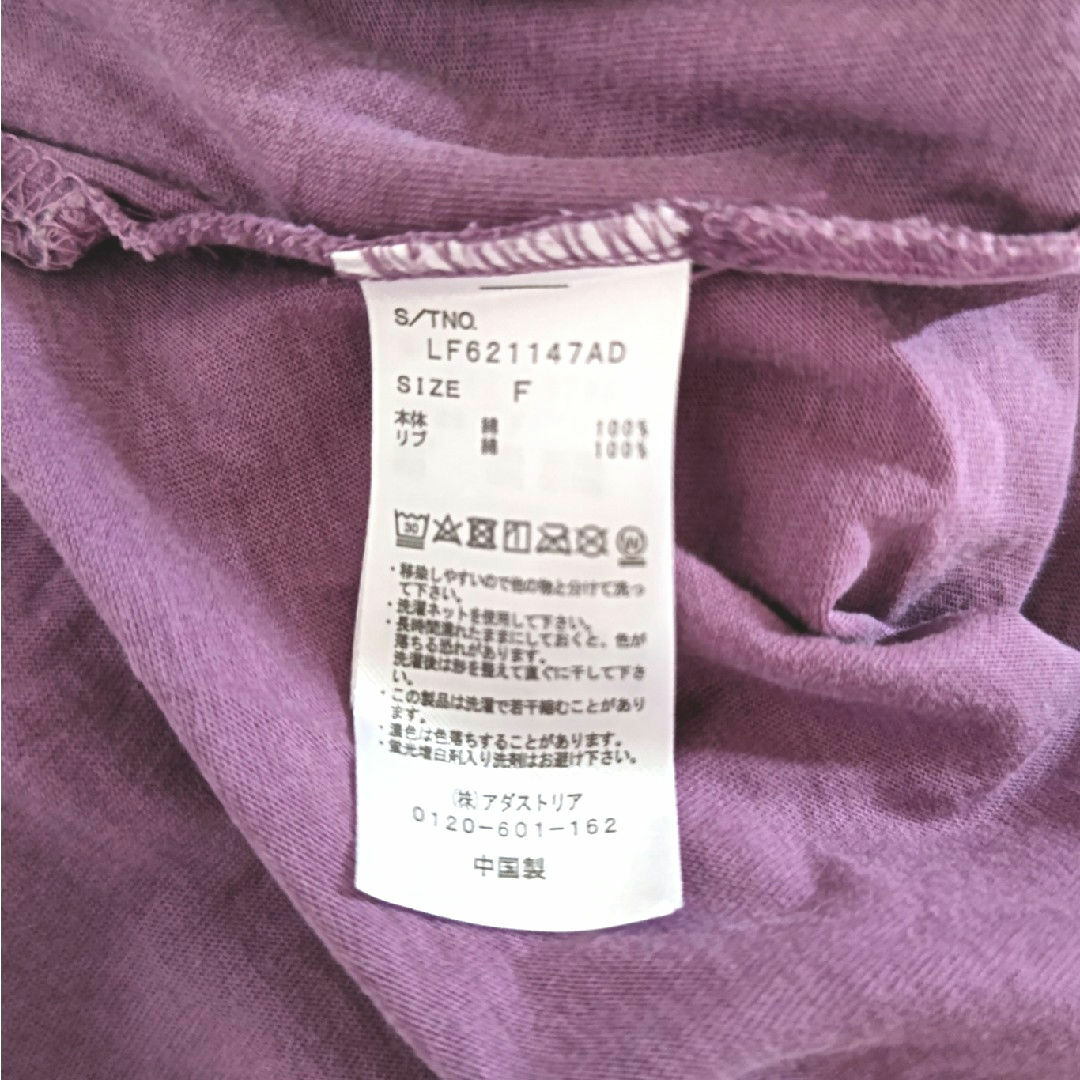 S/TNO.
LF621147AD
SIZE F
本体 綿 100%
リブ 綿 100%
30
W
・移染しやすいので他の物と分けて洗っ
て下さい。
・洗濯ネットを使用して下さい。
・長時間濡れたままにしておくと、色が
落ちる恐れがあります。
洗濯後は形を整えて直ぐに干して下さ
い。
・この製品は洗濯で若干縮むことがあり
ます。
・濃色は色落ちすることがあります。
・蛍光増白剤入り洗剤はお避け下さい。
(株)アダストリア
0120-601-162
中国製